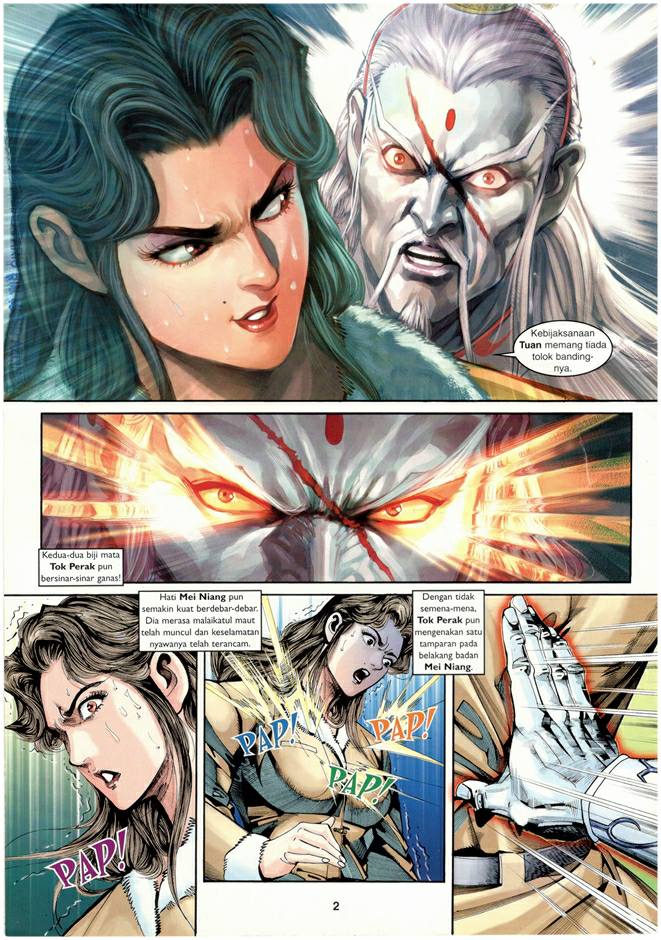 Kebijaksanaan
Tuan memang tiada
tolok banding-
nya.
Kedua-dua biji mata
Tok Perak pun
bersinar-sinar ganas!
Hati Mei Niang pun
semakin kuat berdebar-debar.
Dia merasa malaikatul maut
telah muncul dan keselamatan
nyawanya telah terancam.
Dengan tidak
semena-mena,
Tok Perak pun
mengenakan satu
tamparan pada
belakang badan
Mei Niang.
PAP!
PAP!
PAP!
PAP!
2